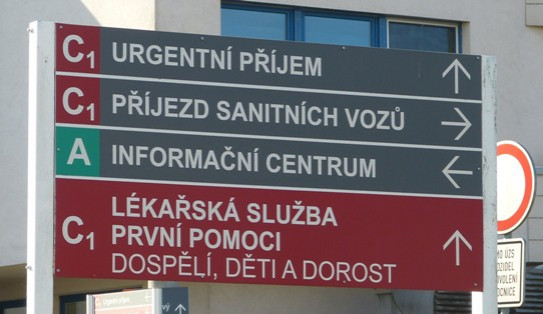 C1 URGENTNÍ PŘÍJEM ↑
C1 PŘÍJEZD SANITNÍCH VOZŮ →
A INFORMAČNÍ CENTRUM ←
LÉKAŘSKÁ SLUŽBA
C1 PRVNÍ POMOCI ↑
DOSPĚLÍ, DĚTI A DOROST